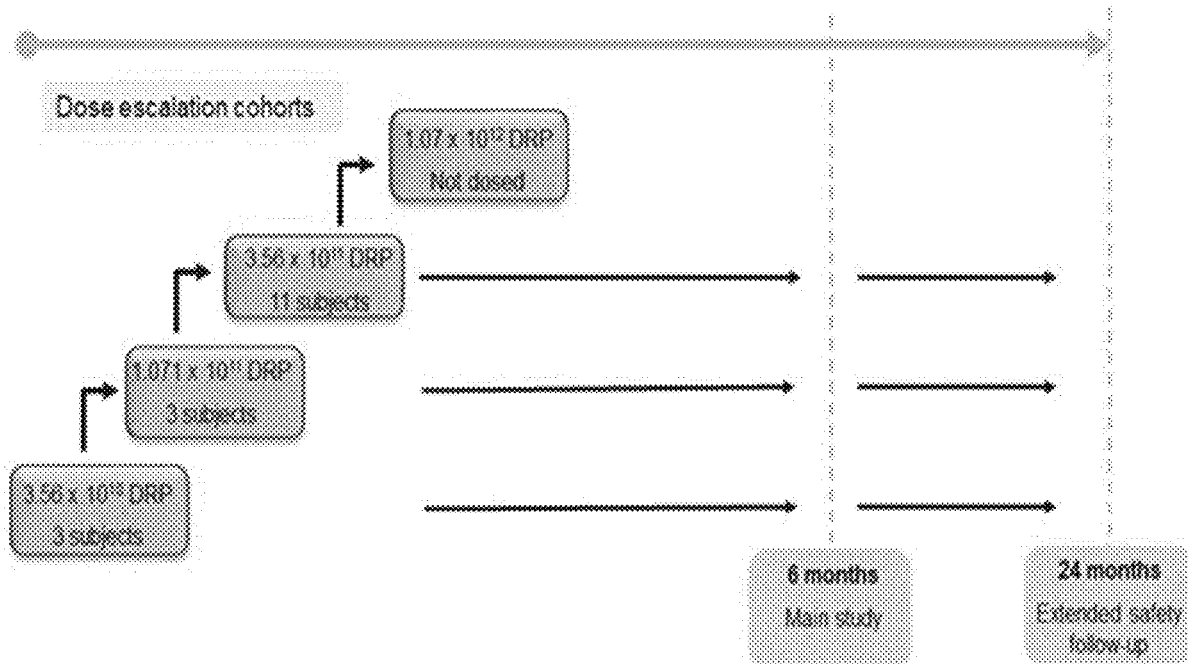 Dose escalation cohorts
1.07 x 10¹² DRP
Not dosed
3.56 x 10¹¹ DRP
11 subjects
1.071 x 10¹¹ DRP
3 subjects
3.56 x 10¹⁰ DRP
3 subjects
6 months
Main study
24 months
Extended safety
follow-up